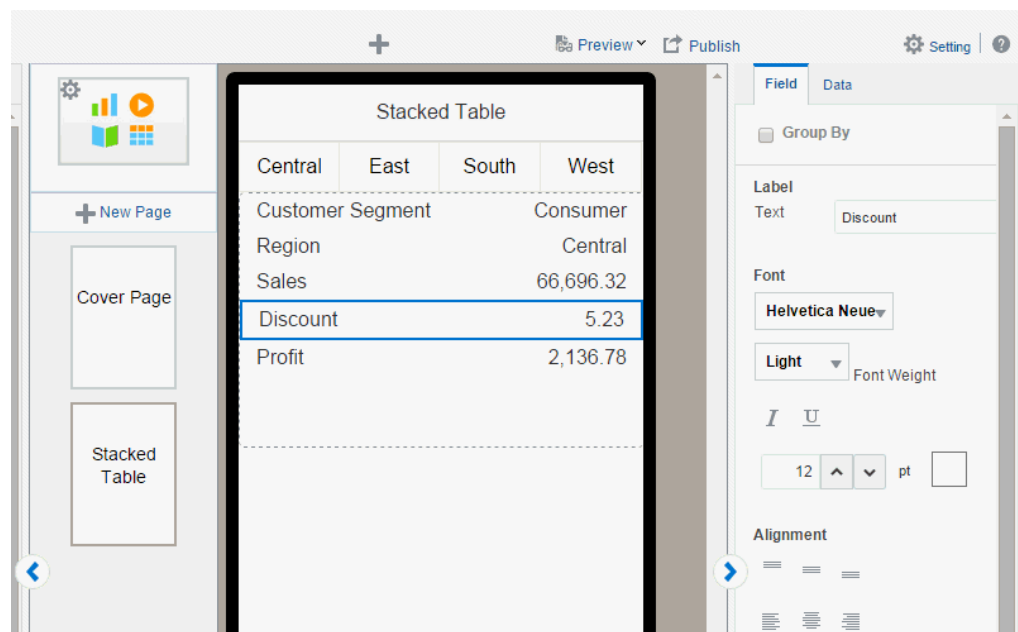 Preview
Publish
Setting
?
New Page
Cover Page
Stacked
Table
Stacked Table
Central East South West
Customer Segment Consumer
Region Central
Sales 66,696.32
Discount 5.23
Profit 2,136.78
Field Data
Group By
Label
Text Discount
Font
Helvetica Neue
Light Font Weight
I U
12 pt
Alignment